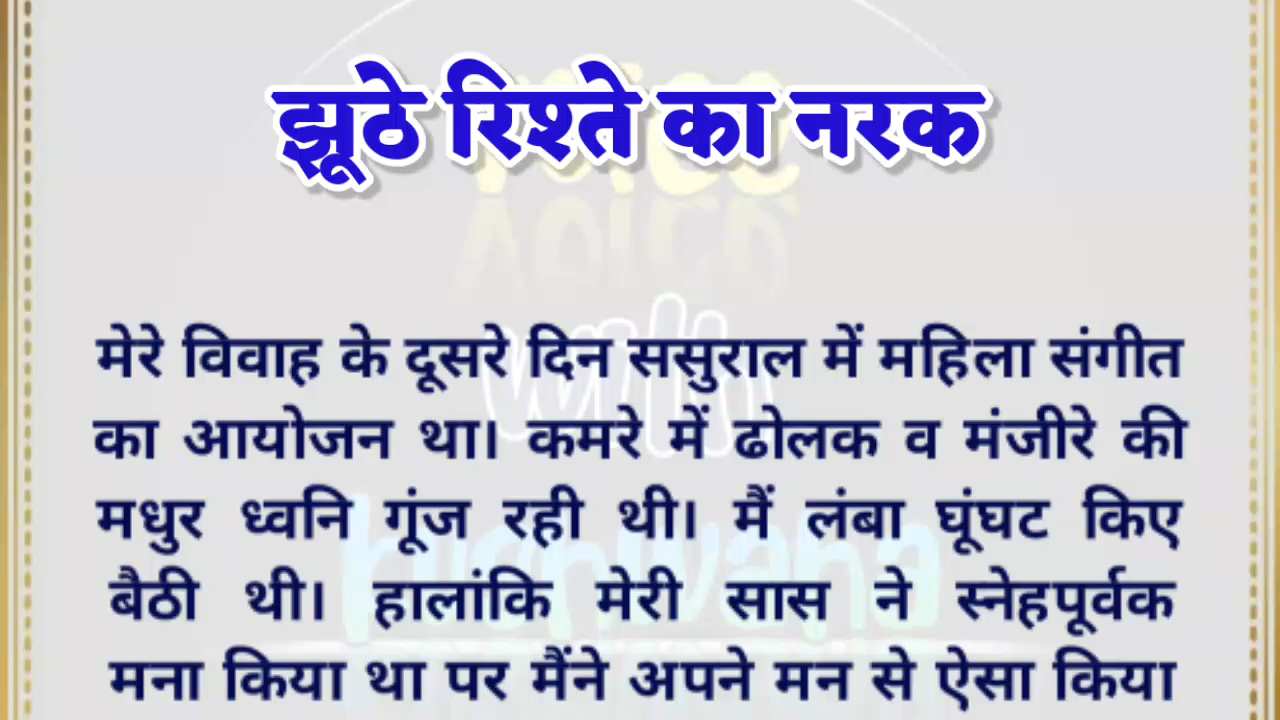 झूठे रिश्ते का नरक
मेरे विवाह के दूसरे दिन ससुराल में महिला संगीत
का आयोजन था। कमरे में ढोलक व मंजीरे की
मधुर ध्वनि गूंज रही थी। मैं लंबा घूंघट किए
बैठी थी। हालांकि मेरी सास ने स्नेहपूर्वक
मना किया था पर मैंने अपने मन से ऐसा किया